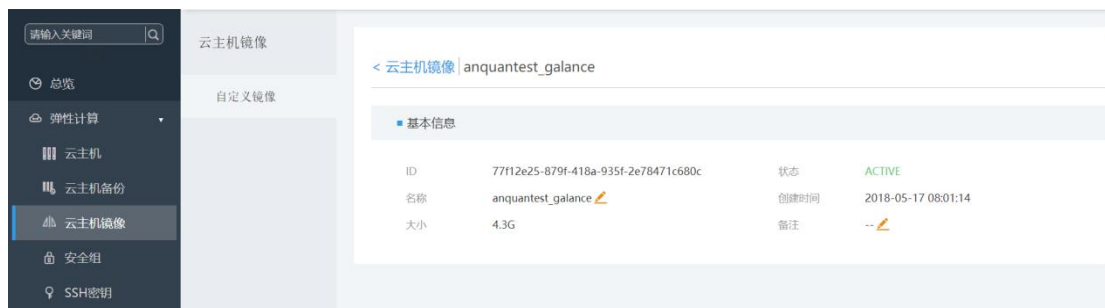 请输入关键词
总览
弹性计算
云主机
云主机备份
云主机镜像
安全组
SSH密钥
云主机镜像
自定义镜像
< 云主机镜像 anquantest_galance
基本信息
ID 77f12e25-879f-418a-935f-2e78471c680c 状态 ACTIVE
名称 anquantest_galance 创建时间 2018-05-17 08:01:14
大小 4.3G 备注 --